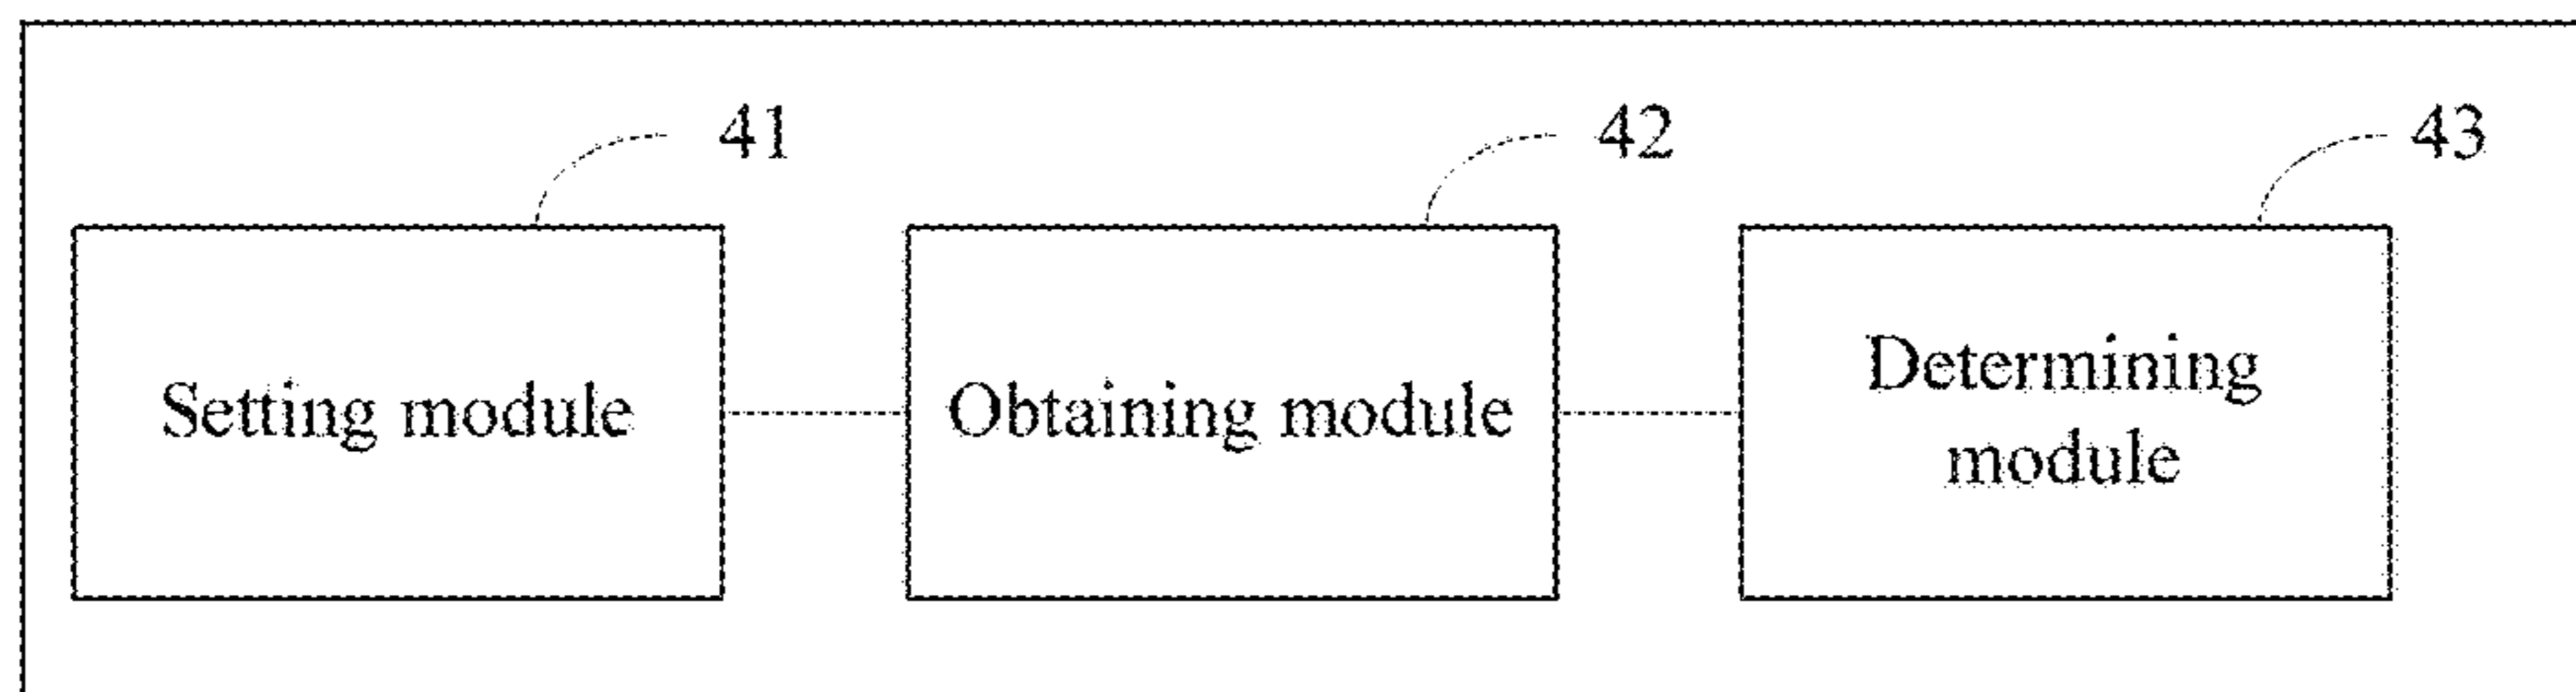 41
42
43
Setting module
Obtaining module
Determining
module